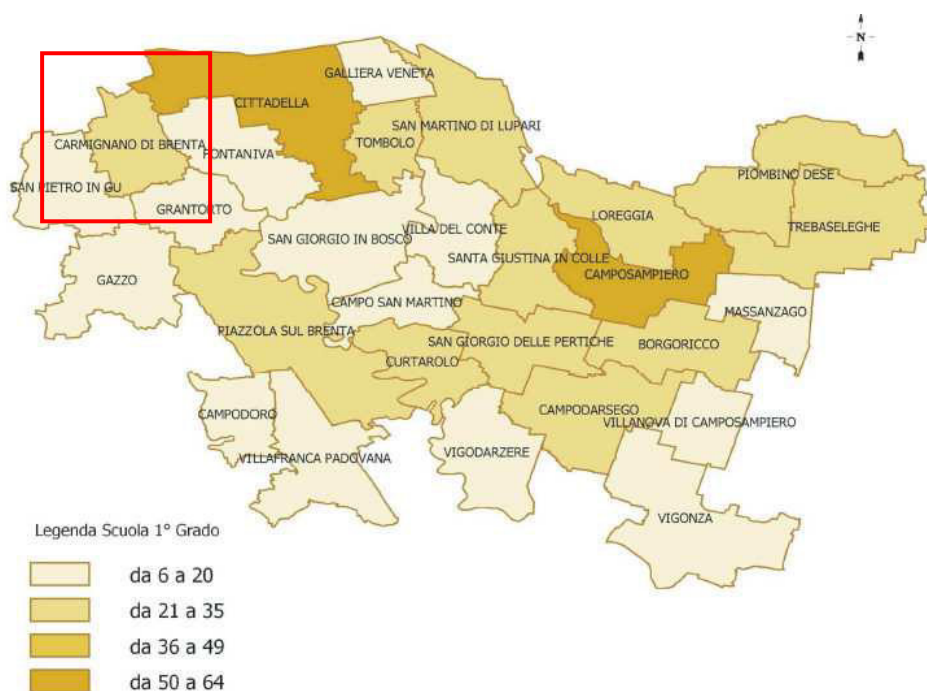 N
GALLIERA VENETA
CITTADELLA
SAN MARTINO DI LUPARI
CARMIGNANO DI BRENTA
TOMBOLO
FONTANIVA
PIOMBINO DESE
SAN PIETRO IN GU
GRANTORTO
LOREGGIA
TREBASELEGHE
VILLA DEL CONTE
SAN GIORGIO IN BOSCO
SANTA GIUSTINA IN COLLE
GAZZO
CAMPOSAMPIERO
CAMPO SAN MARTINO
MASSANZAGO
PIAZZOLA SUL BRENTA
SAN GIORGIO DELLE PERTICHE
BORGORICCO
CURTAROLO
CAMPODORO
CAMPODARSEGO
VILLANOVA DI CAMPOSAMPIERO
VILLAFRANCA PADOVANA
VIGODARZERE
VIGONZA
Legenda Scuola 1° Grado
da 6 a 20
da 21 a 35
da 36 a 49
da 50 a 64